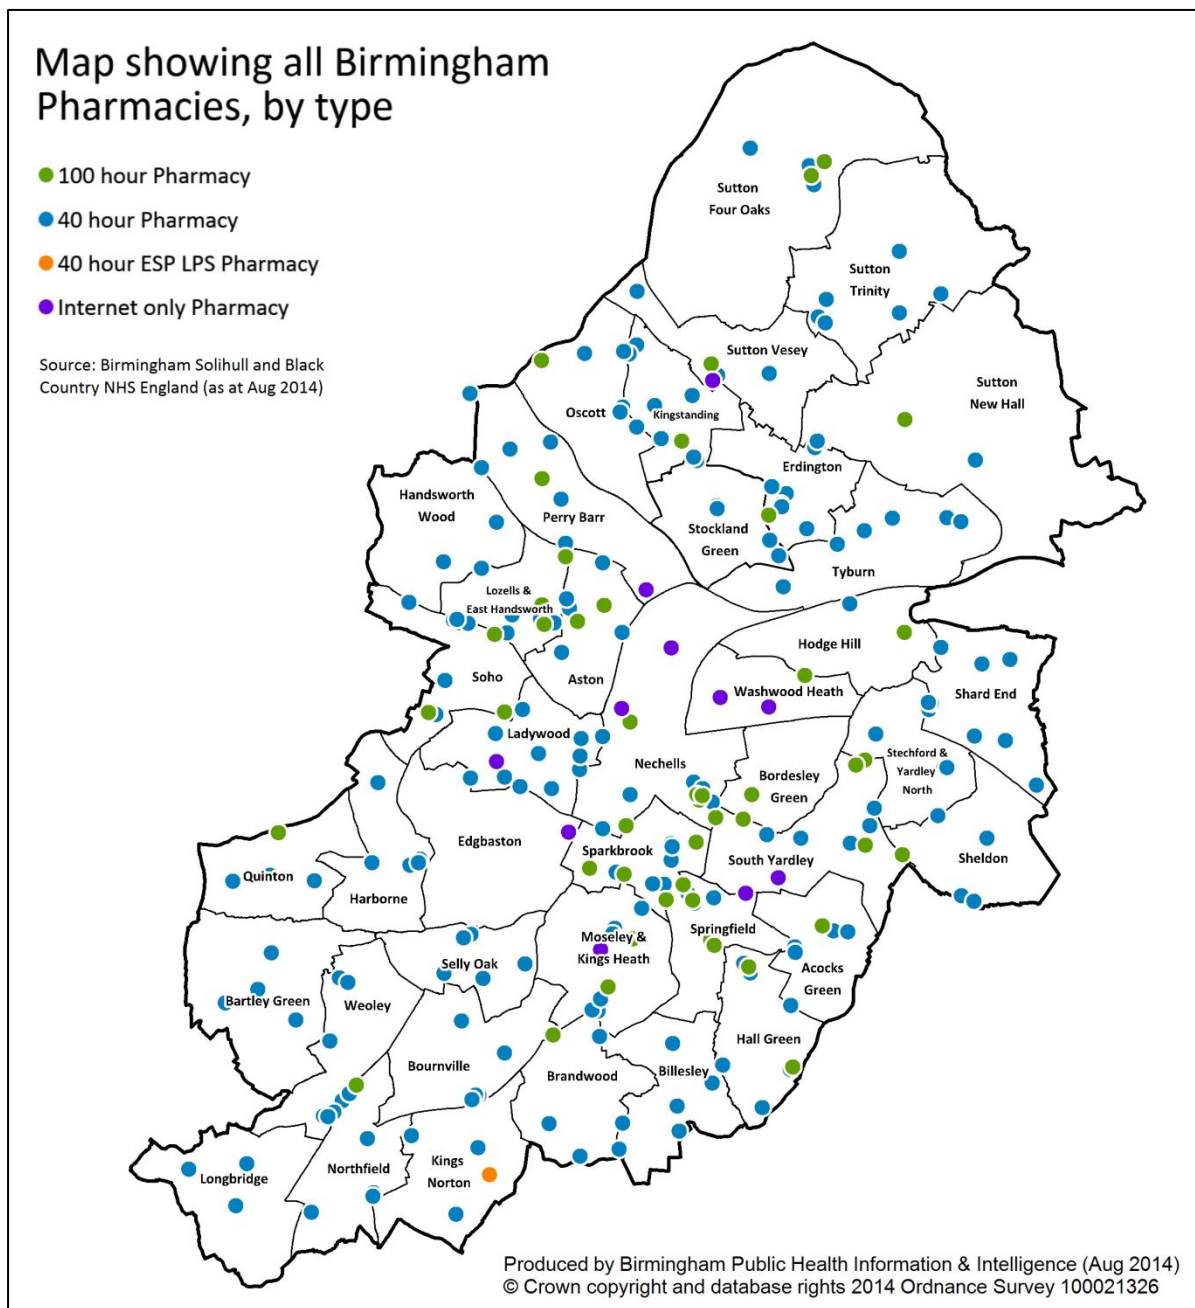 Map showing all Birmingham
Pharmacies, by type
100 hour Pharmacy
40 hour Pharmacy
40 hour ESP LPS Pharmacy
Internet only Pharmacy
Source: Birmingham Solihull and Black
Country NHS England (as at Aug 2014)
Sutton
Four Oaks
Sutton
Trinity
Sutton Vesey
Sutton
New Hall
Oscott
Kingstanding
Erdington
Handsworth
Wood
Perry Barr
Stockland
Green
Tyburn
Lozells &
East Handsworth
Hodge Hill
Soho
Aston
Washwood Heath
Shard End
Ladywood
Nechells
Bordesley
Green
Stechford &
Yardley
North
Edgbaston
Sparkbrook
South Yardley
Sheldon
Quinton
Harborne
Springfield
Moseley &
Kings Heath
Selly Oak
Acocks
Green
Bartley Green
Weoley
Hall Green
Bournville
Brandwood
Billesley
Longbridge
Northfield
Kings
Norton
Produced by Birmingham Public Health Information & Intelligence (Aug 2014)
© Crown copyright and database rights 2014 Ordnance Survey 100021326